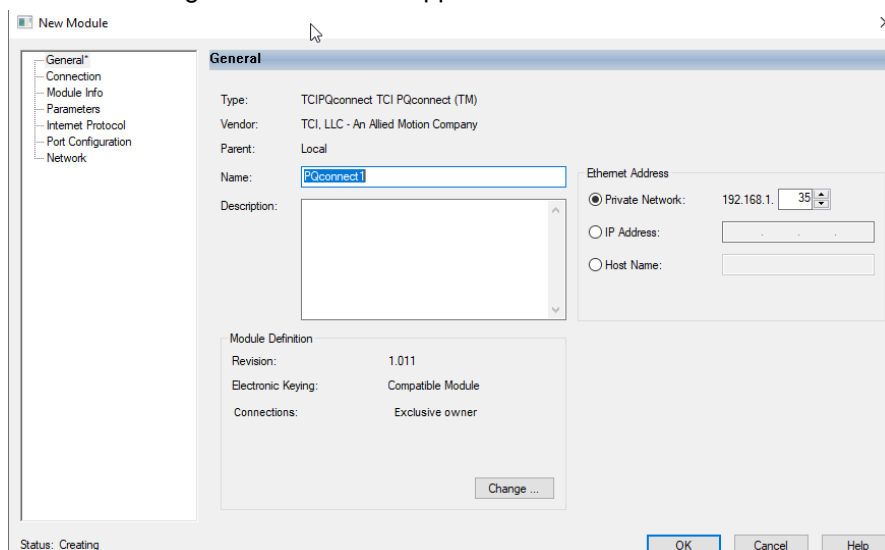 New Module
General*
Connection
Module Info
Parameters
Internet Protocol
Port Configuration
Network
General
Type: TCIPQconnect TCI PQconnect (TM)
Vendor: TCI, LLC - An Allied Motion Company
Parent: Local
Name: PQconnect1
Description:
Ethernet Address
Private Network: 192.168.1. 35
IP Address: . . .
Host Name:
Module Definition
Revision: 1.011
Electronic Keying: Compatible Module
Connections: Exclusive owner
Change ...
Status: Creating
OK Cancel Help